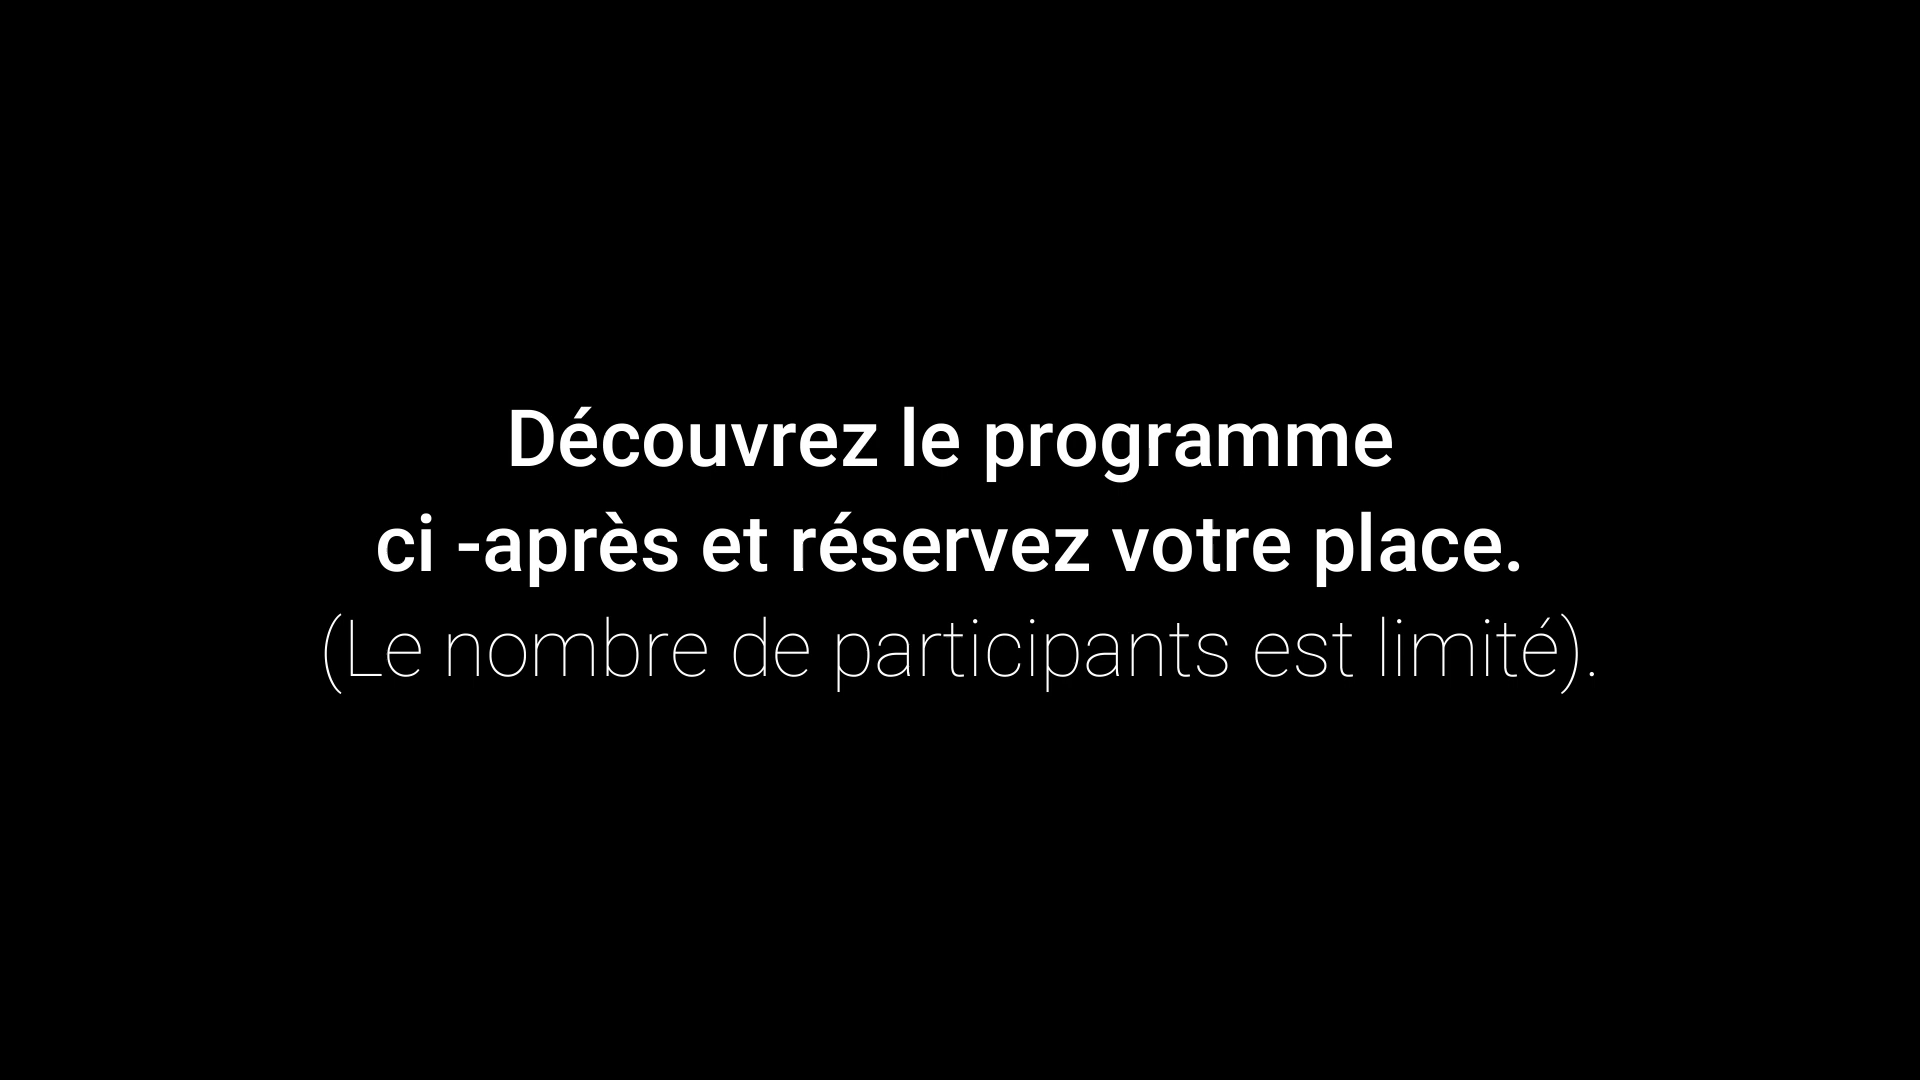 Découvrez le programme
ci -après et réservez votre place.
(Le nombre de participants est limité).